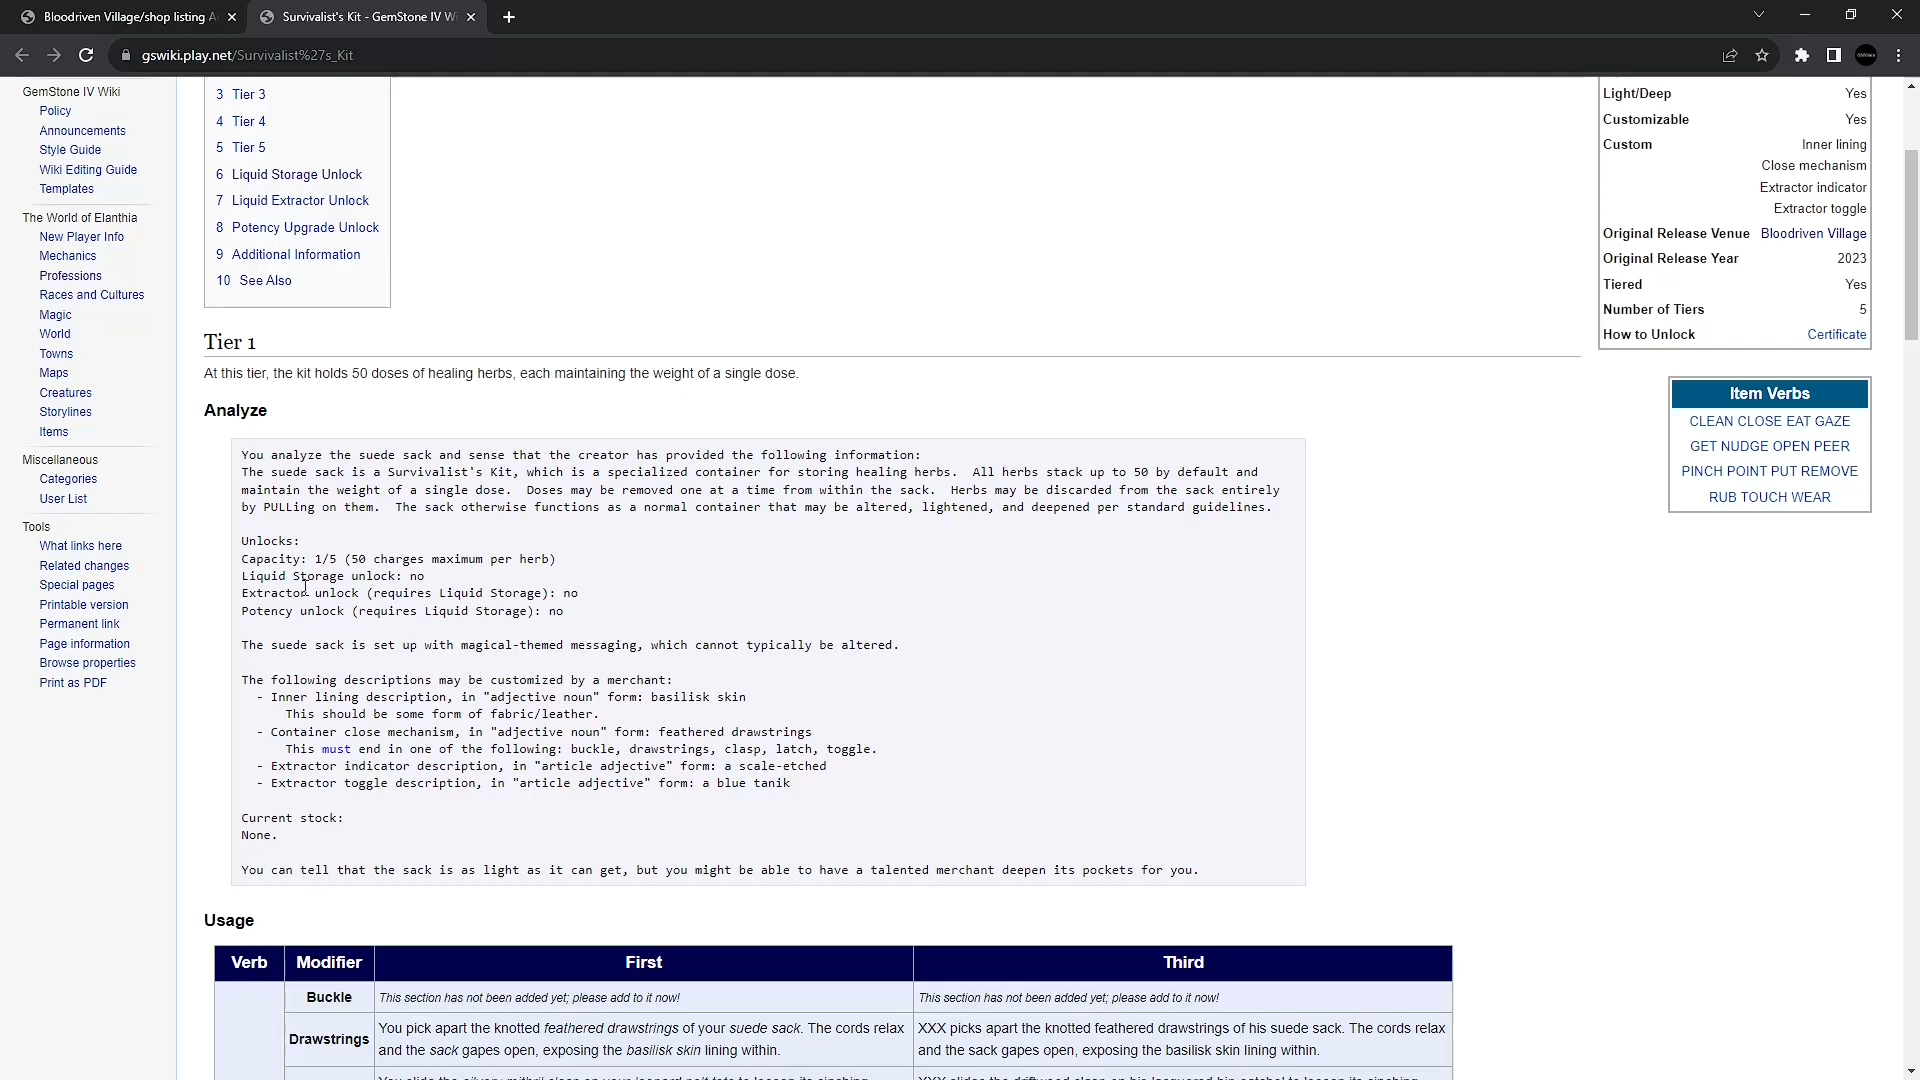 Bloodriven Village/shop listing
Survivalist's Kit - GemStone IV Wi
gswiki.play.net/Survivalist%27s_Kit
GemStone IV Wiki
Policy
Announcements
Style Guide
Wiki Editing Guide
Templates
The World of Elanthia
New Player Info
Mechanics
Professions
Races and Cultures
Magic
World
Towns
Maps
Creatures
Storylines
Items
Miscellaneous
Categories
User List
Tools
What links here
Related changes
Special pages
Printable version
Permanent link
Page information
Browse properties
Print as PDF
3 Tier 3
4 Tier 4
5 Tier 5
6 Liquid Storage Unlock
7 Liquid Extractor Unlock
8 Potency Upgrade Unlock
9 Additional Information
10 See Also
Tier 1
At this tier, the kit holds 50 doses of healing herbs, each maintaining the weight of a single dose.
Analyze
You analyze the suede sack and sense that the creator has provided the following information:
The suede sack is a Survivalist's Kit, which is a specialized container for storing healing herbs. All herbs stack up to 50 by default and
maintain the weight of a single dose. Doses may be removed one at a time from within the sack. Herbs may be discarded from the sack entirely
by PULLing on them. The sack otherwise functions as a normal container that may be altered, lightened, and deepened per standard guidelines.
Unlocks:
Capacity: 1/5 (50 charges maximum per herb)
Liquid Storage unlock: no
Extractor unlock (requires Liquid Storage): no
Potency unlock (requires Liquid Storage): no
The suede sack is set up with magical-themed messaging, which cannot typically be altered.
The following descriptions may be customized by a merchant:
- Inner lining description, in "adjective noun" form: basilisk skin
This should be some form of fabric/leather.
- Container close mechanism, in "adjective noun" form: feathered drawstrings
This must end in one of the following: buckle, drawstrings, clasp, latch, toggle.
- Extractor indicator description, in "article adjective" form: a scale-etched
- Extractor toggle description, in "article adjective" form: a blue tanik
Current stock:
None.
You can tell that the sack is as light as it can get, but you might be able to have a talented merchant deepen its pockets for you.
Usage
Verb Modifier First Third
Buckle This section has not been added yet; please add to it now! This section has not been added yet; please add to it now!
Drawstrings You pick apart the knotted feathered drawstrings of your suede sack. The cords relax XXX picks apart the knotted feathered drawstrings of his suede sack. The cords relax
and the sack gapes open, exposing the basilisk skin lining within. and the sack gapes open, exposing the basilisk skin lining within.
Light/Deep Yes
Customizable Yes
Custom Inner lining
Close mechanism
Extractor indicator
Extractor toggle
Original Release Venue Bloodriven Village
Original Release Year 2023
Tiered Yes
Number of Tiers 5
How to Unlock Certificate
Item Verbs
CLEAN CLOSE EAT GAZE
GET NUDGE OPEN PEER
PINCH POINT PUT REMOVE
RUB TOUCH WEAR